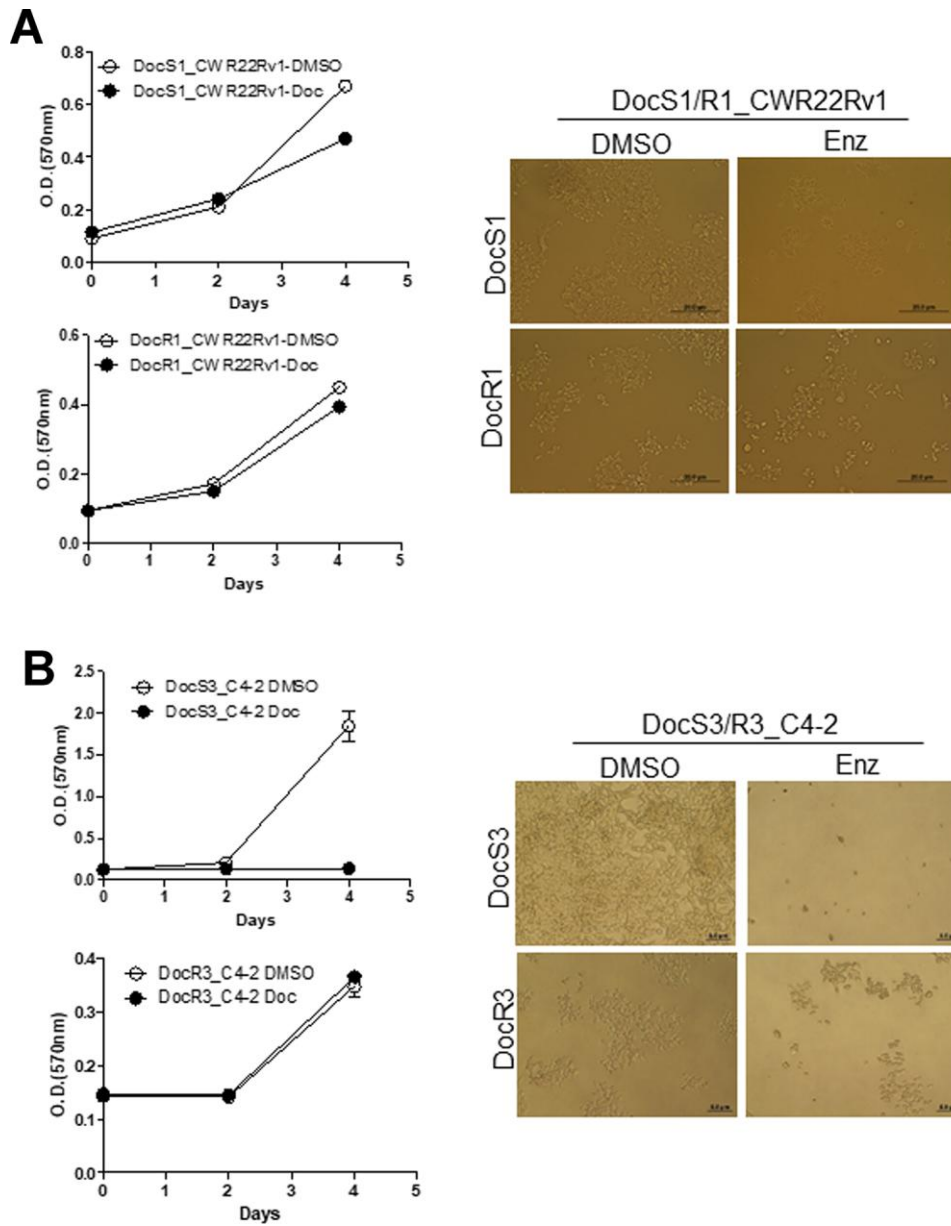 A
0.8
0.6
0.4
0.2
0.0
O.D.(570nm)
DocS1_CWR22Rv1-DMSO
DocS1_CWR22Rv1-Doc
0 1 2 3 4 5
Days
0.6
0.4
0.2
0.0
O.D.(570nm)
DocR1_CWR22Rv1-DMSO
DocR1_CWR22Rv1-Doc
0 1 2 3 4 5
Days
DocS1/R1_CWR22Rv1
DMSO Enz
DocS1
DocR1
B
2.5
2.0
1.5
1.0
0.5
0.0
O.D.(570nm)
DocS3_C4-2 DMSO
DocS3_C4-2 Doc
0 1 2 3 4 5
Days
0.4
0.3
0.2
0.1
0.0
O.D.(570nm)
DocR3_C4-2 DMSO
DocR3_C4-2 Doc
0 1 2 3 4 5
Days
DocS3/R3_C4-2
DMSO Enz
DocS3
DocR3